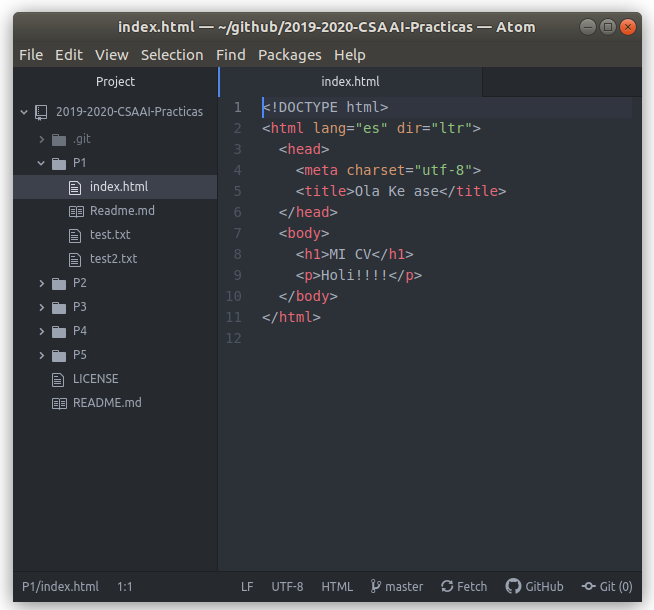 index.html — ~/github/2019-2020-CSAAI-Practicas — Atom
File Edit View Selection Find Packages Help
Project
2019-2020-CSAAI-Practicas
.git
P1
index.html
Readme.md
test.txt
test2.txt
P2
P3
P4
P5
LICENSE
README.md
index.html
1 <!DOCTYPE html>
2 <html lang="es" dir="ltr">
3   <head>
4     <meta charset="utf-8">
5     <title>Ola Ke ase</title>
6   </head>
7   <body>
8     <h1>MI CV</h1>
9     <p>Holi!!!!</p>
10   </body>
11 </html>
12
P1/index.html 1:1 LF UTF-8 HTML master Fetch GitHub Git (0)